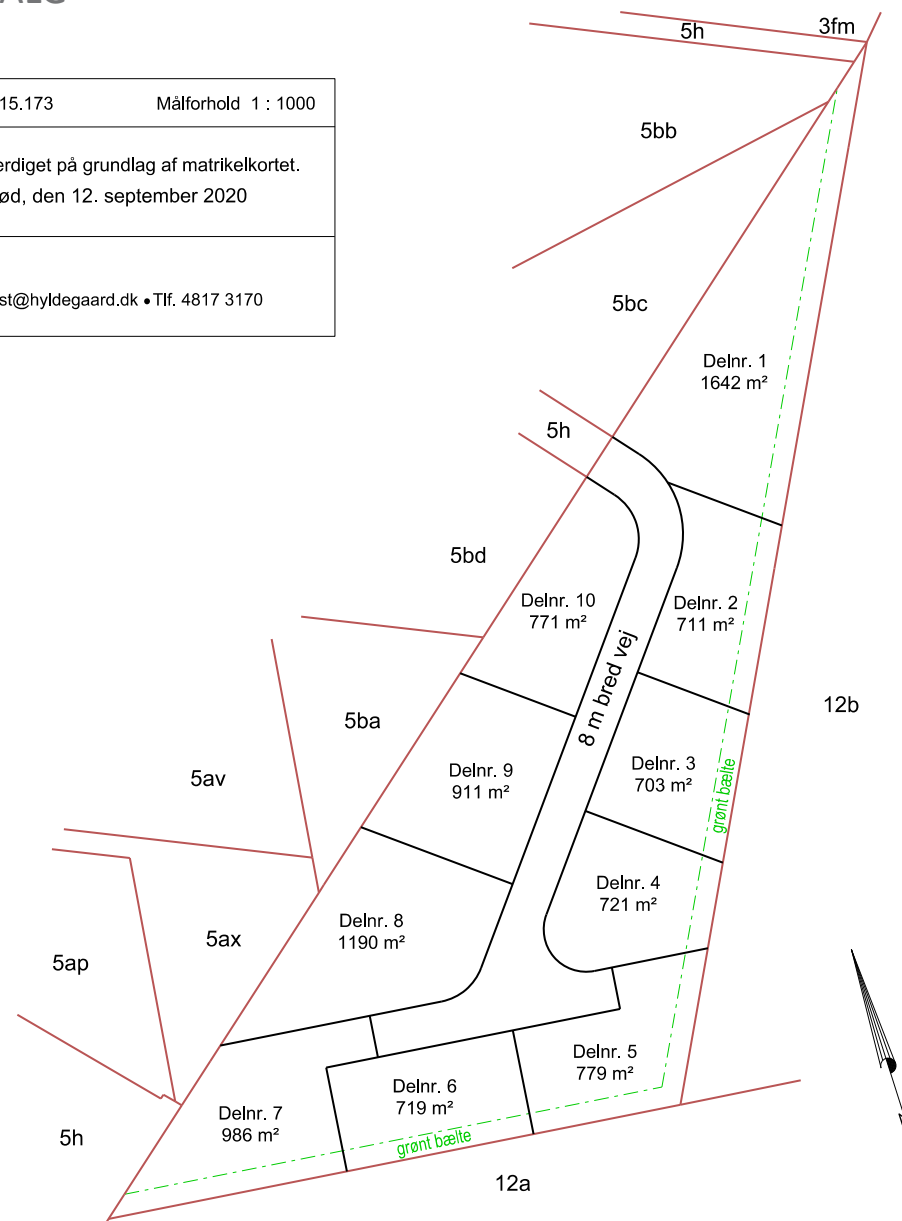 15.173 Målforhold 1 : 1000
ærdiget på grundlag af matrikelkortet.
ød, den 12. september 2020
st@hyldegaard.dk • Tlf. 4817 3170
3fm
5h
5bb
5bc
Delnr. 1
1642 m²
5h
5bd
Delnr. 10
771 m²
Delnr. 2
711 m²
8 m bred vej
12b
5ba
5av
Delnr. 9
911 m²
Delnr. 3
703 m²
grønt bælte
Delnr. 4
721 m²
Delnr. 8
1190 m²
5ax
5ap
Delnr. 5
779 m²
Delnr. 6
719 m²
Delnr. 7
986 m²
5h
grønt bælte
12a